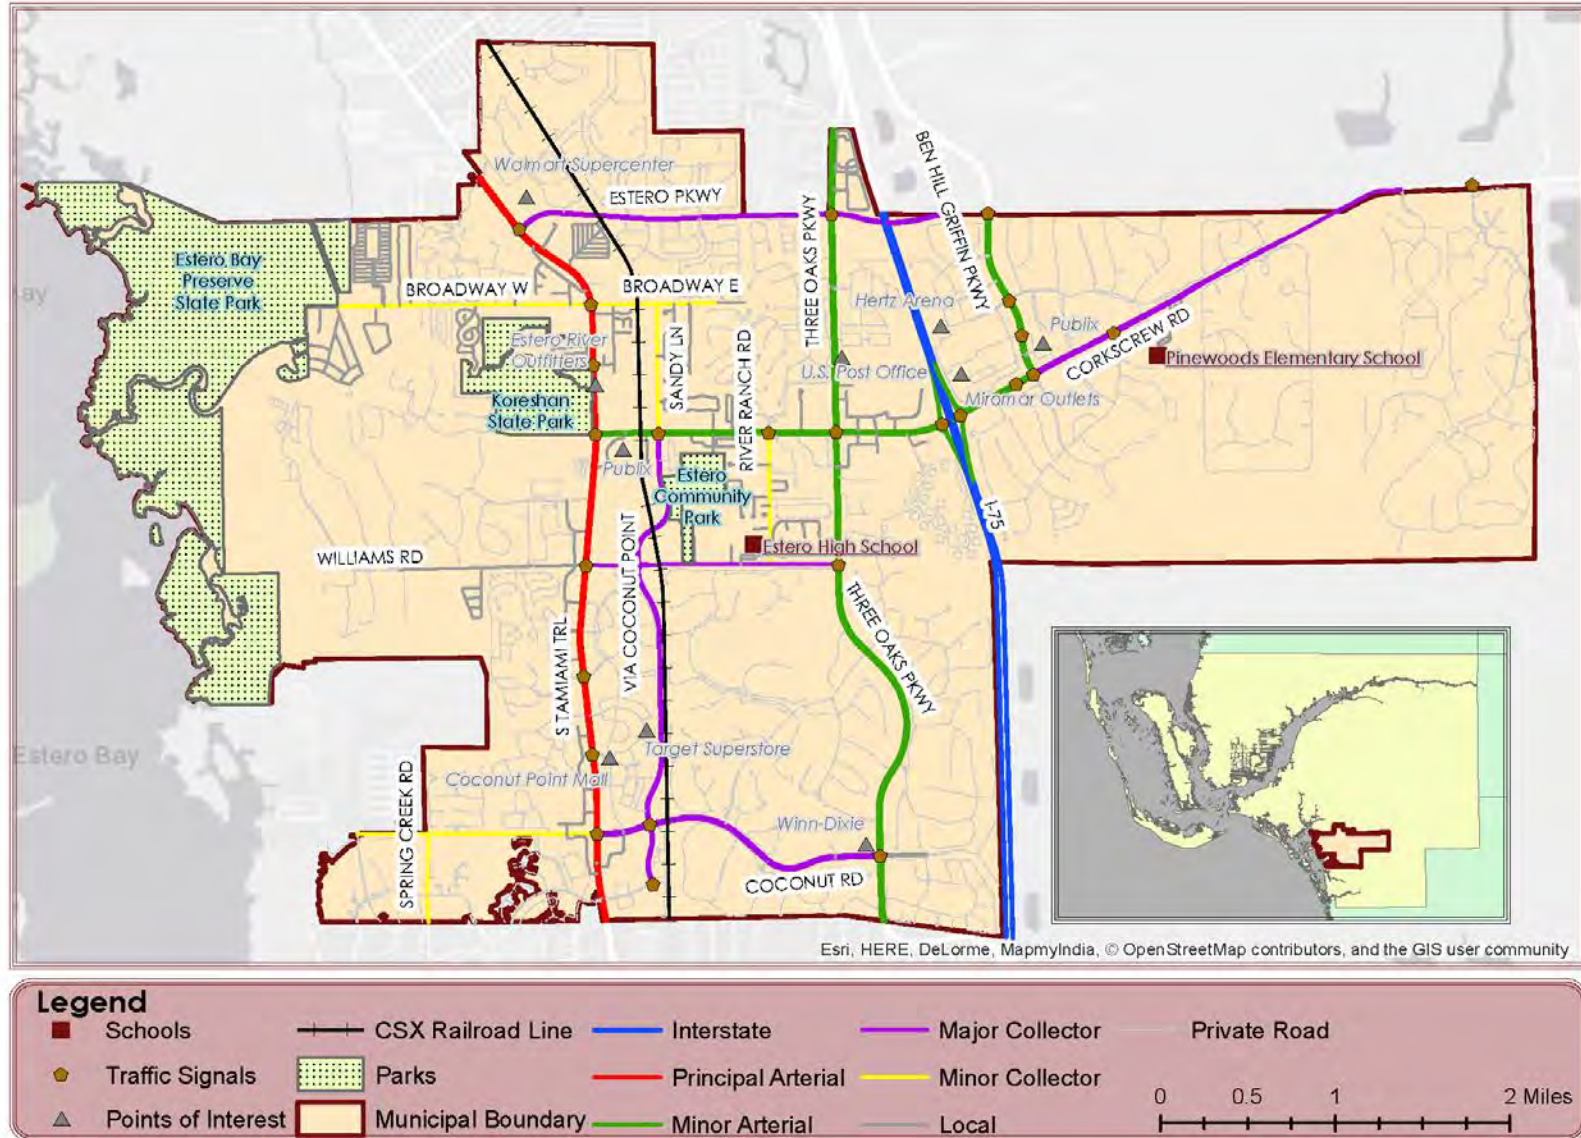 Walmart Supercenter
ESTERO PKWY
BEN HILL GRIFFIN PKWY
THREE OAKS PKWY
Estero Bay
Preserve
State Park
BROADWAY W
BROADWAY E
Hertz Arena
Publix
CORKSCREW RD
Estero River
Outfitters
SANDY LN
RIVER RANCH RD
U.S. Post Office
Pinewoods Elementary School
Koreshan
State Park
Miramar Outlets
Publix
Estero
Community
Park
I-75
Estero High School
WILLIAMS RD
VIA COCONUT POINT
THREE OAKS PKWY
S TAMIAMI TRL
Estero Bay
Target Superstore
Coconut Point Mall
SPRING CREEK RD
Winn-Dixie
COCONUT RD
Esri, HERE, DeLorme, MapmyIndia, © OpenStreetMap contributors, and the GIS user community
Legend
Schools
CSX Railroad Line
Interstate
Major Collector
Private Road
Traffic Signals
Parks
Principal Arterial
Minor Collector
0 0.5 1 2 Miles
Points of Interest
Municipal Boundary
Minor Arterial
Local